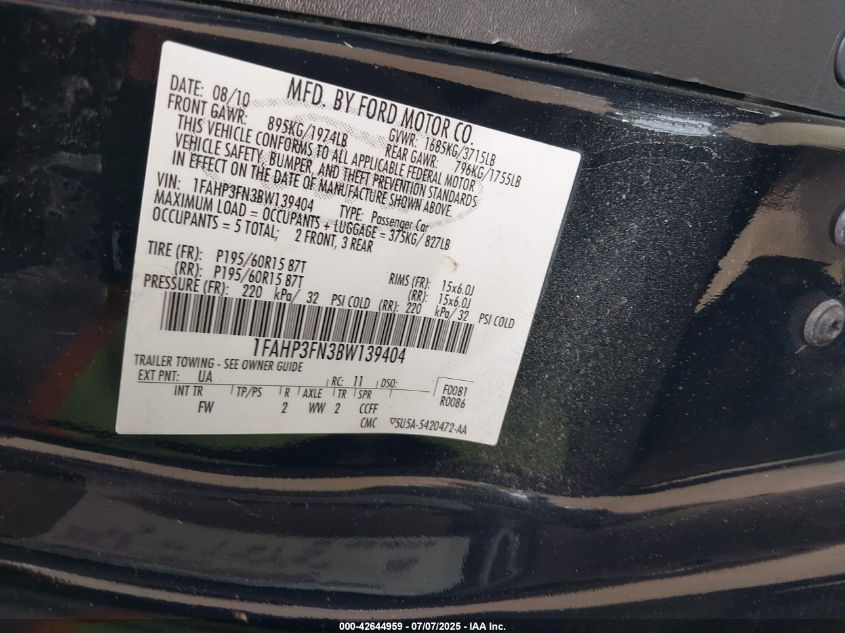 MFD. BY FORD MOTOR CO.
DATE: 08/10 GVWR: 1685KG/3715LB
FRONT GAWR: 895KG/1974LB REAR GAWR: 796KG/1755LB
THIS VEHICLE CONFORMS TO ALL APPLICABLE FEDERAL MOTOR
VEHICLE SAFETY, BUMPER, AND THEFT PREVENTION STANDARDS
IN EFFECT ON THE DATE OF MANUFACTURE SHOWN ABOVE.
VIN: 1FAHP3FN3BW139404 TYPE: Passenger Car
MAXIMUM LOAD = OCCUPANTS + LUGGAGE = 375KG/ 827LB
OCCUPANTS = 5 TOTAL; 2 FRONT, 3 REAR
TIRE (FR): P195/60R15 87T RIMS (FR): 15x6.0J
(RR): P195/60R15 87T (RR): 15x6.0J
PRESSURE (FR): 220 kPa/ 32 PSI COLD (RR): 220 kPa/ 32 PSI COLD
1FAHP3FN3BW139404
TRAILER TOWING - SEE OWNER GUIDE
EXT PNT: UA RC: 11 DSO: F0081
INT TR TP/PS R AXLE TR SPR R0086
FW 2 WW 2 CCFF
CMC 5U5A-5420472-AA
000-42644959 | 07/07/2025 - IAA Inc.